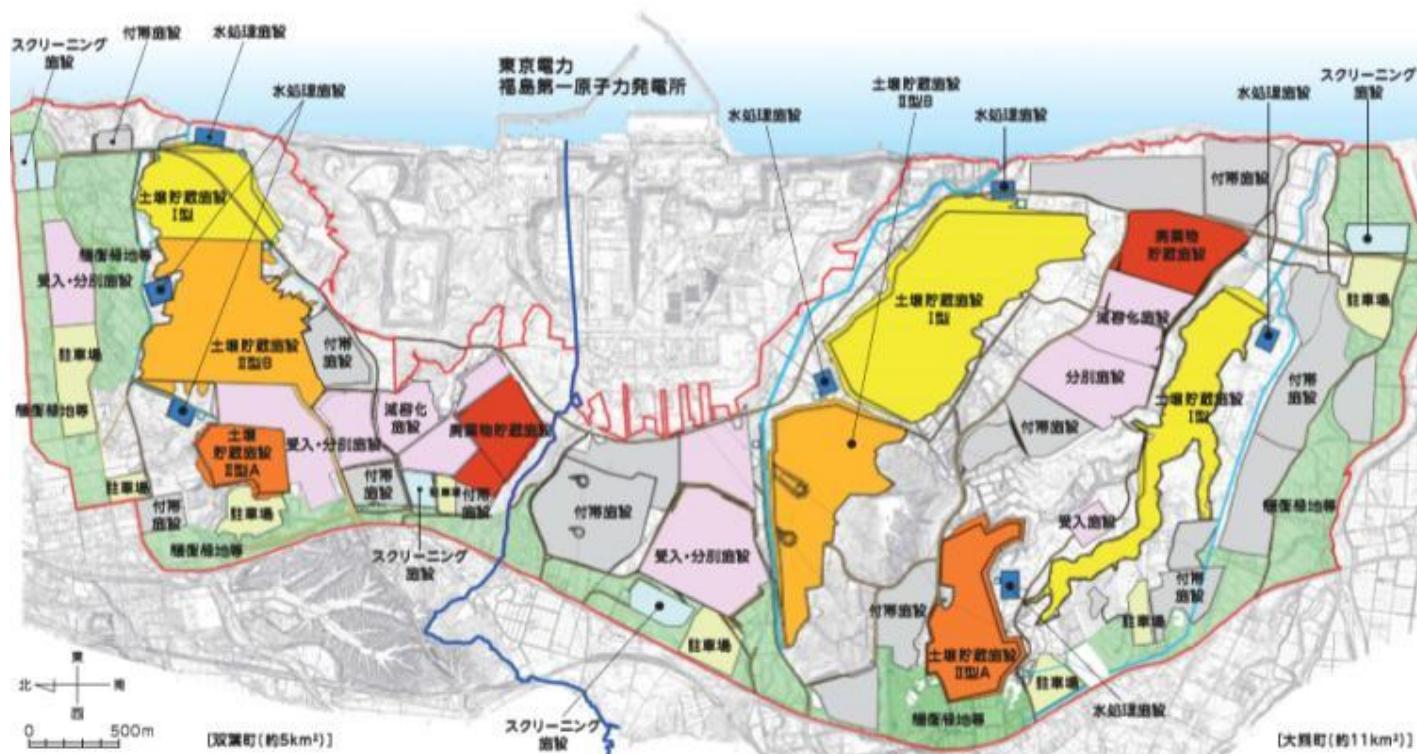 スクリーニング
施設
付帯施設
水処理施設
水処理施設
東京電力
福島第一原子力発電所
水処理施設
土壌貯蔵施設
Ⅱ型B
水処理施設
水処理施設
スクリーニング
施設
土壌貯蔵施設
Ⅰ型
緩衝緑地等
受入・分別施設
土壌貯蔵施設
Ⅱ型B
付帯
施設
駐車場
緩衝緑地等
土壌
貯蔵施設
Ⅱ型A
受入・分別施設
減容化
施設
廃棄物貯蔵施設
駐車場
付帯
施設
駐車場
緩衝緑地等
付帯
施設
駐車場
付帯
施設
スクリーニング
施設
付帯施設
受入・分別施設
駐車場
スクリーニング
施設
土壌貯蔵施設
Ⅰ型
付帯施設
廃棄物
貯蔵施設
減容化施設
分別施設
付帯施設
土壌貯蔵施設
Ⅰ型
駐車場
付帯
施設
緩衝緑地等
受入施設
付帯施設
土壌貯蔵施設
Ⅱ型A
付帯
施設
駐車場
駐車場
緩衝緑地等
水処理施設
東
北
南
西
0 500m
[双葉町(約5km²)]
[大熊町(約11km²)]